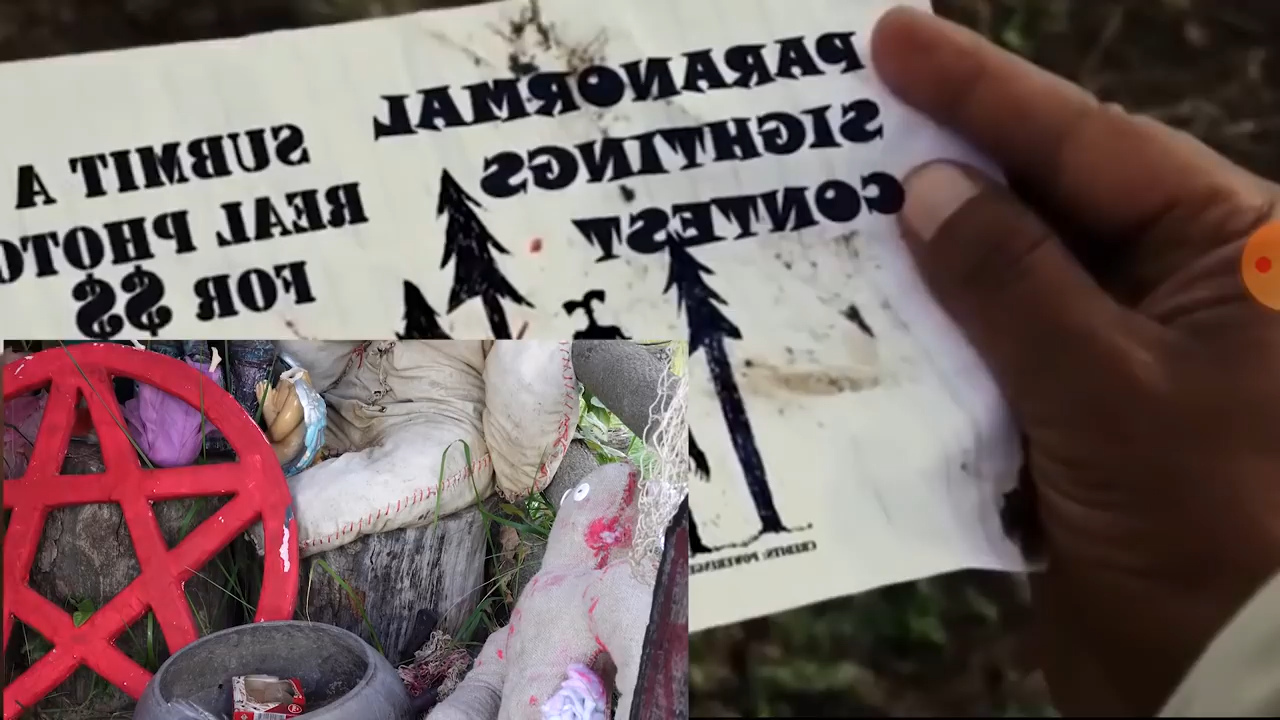 PARANORMAL
SIGHTINGS
CONTEST
SUBMIT A
REAL PHOTO
FOR $$